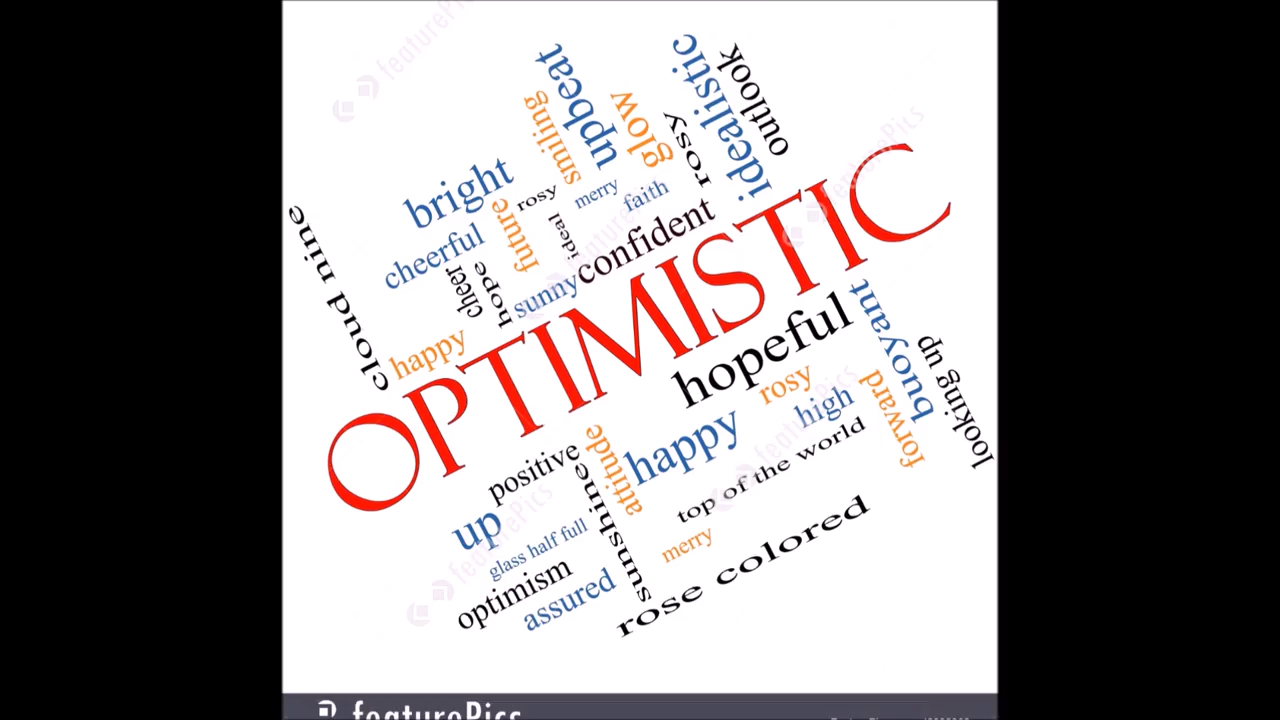 featurePics
upbeat
idealistic
outlook
smiling
glow
rosy
bright
rosy
merry
faith
future
ideal
confident
cloud nine
cheerful
cheer
hope
sunny
happy
OPTIMISTIC
hopeful
buoyant
looking up
rosy
high
forward
happy
attitude
positive
top of the world
sunshine
up
glass half full
merry
rose colored
optimism
assured
featurePics